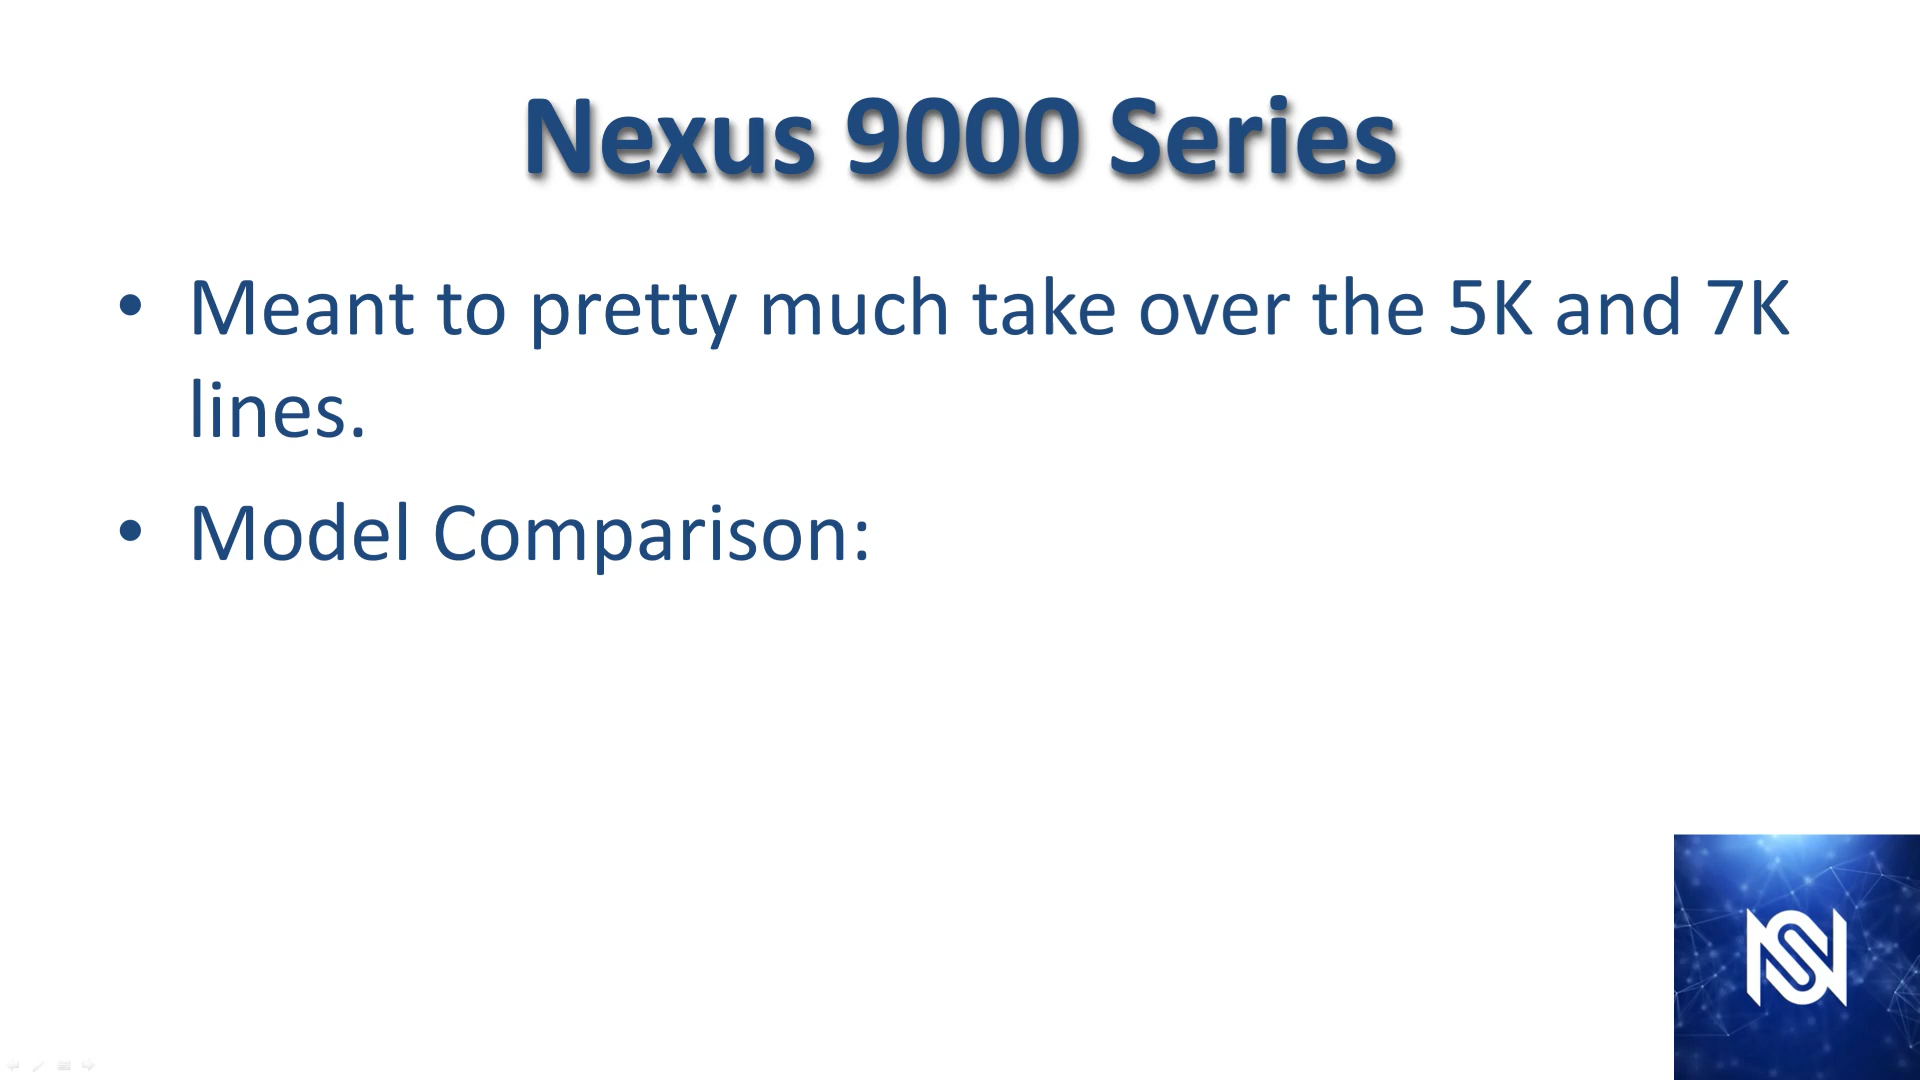 Nexus 9000 Series
• Meant to pretty much take over the 5K and 7K
lines.
• Model Comparison: